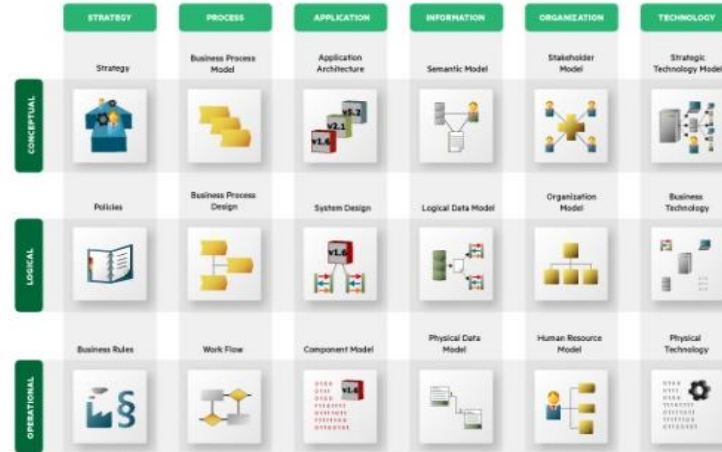 STRATEGY PROCESS APPLICATION INFORMATION ORGANIZATION TECHNOLOGY
CONCEPTUAL
Strategy
Business Process
Model
Application
Architecture
Semantic Model
Stakeholder
Model
Strategic
Technology Model
v5.2
v2.1
v1.6
LOGICAL
Policies
Business Process
Design
System Design
Logical Data Model
Organization
Model
Business
Technology
v1.6
OPERATIONAL
Business Rules
Work Flow
Component Model
Physical Data
Model
Human Resource
Model
Physical
Technology
§
v1.6